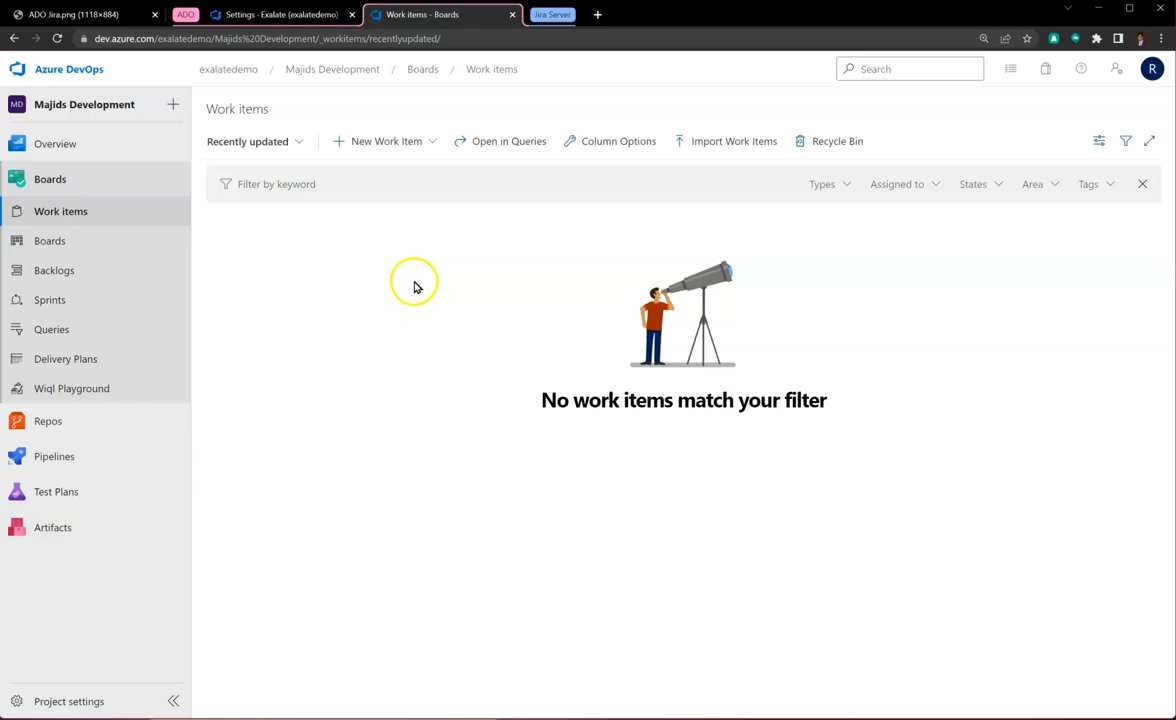 ADO Jira.png (1118×884)
ADO
Settings - Exalate (exalatedemo)
Work items - Boards
Jira Server
dev.azure.com/exalatedemo/Majids%20Development/_workitems/recentlyupdated/
Azure DevOps
exalatedemo / Majids Development / Boards / Work items
Search
R
MD Majids Development
Work items
Overview
Recently updated
New Work Item
Open in Queries
Column Options
Import Work Items
Recycle Bin
Boards
Filter by keyword
Types
Assigned to
States
Area
Tags
Work items
Boards
Backlogs
Sprints
Queries
Delivery Plans
Wiql Playground
No work items match your filter
Repos
Pipelines
Test Plans
Artifacts
Project settings